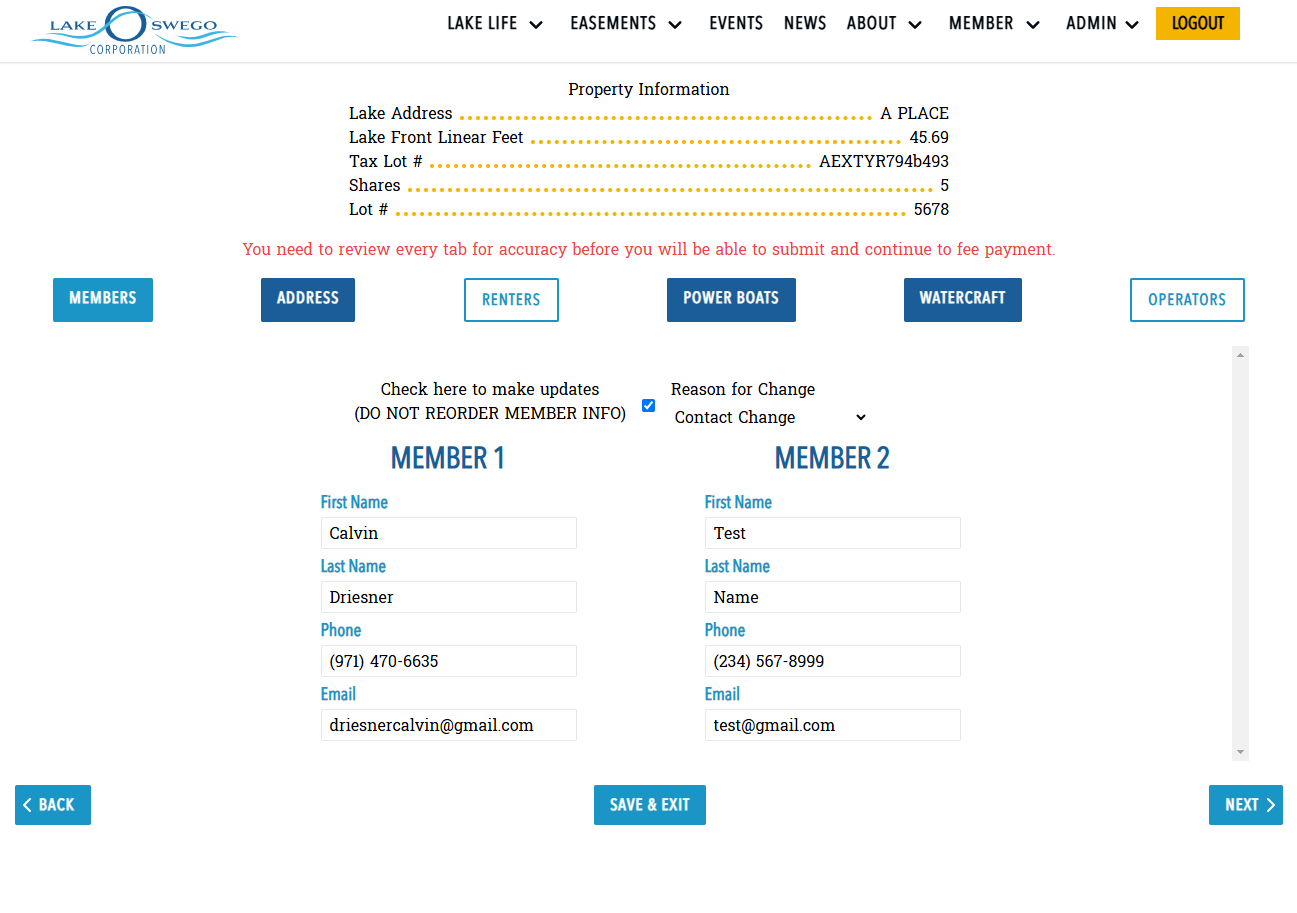 LAKE OSWEGO
CORPORATION
LAKE LIFE EASEMENTS EVENTS NEWS ABOUT MEMBER ADMIN LOGOUT
Property Information
Lake Address A PLACE
Lake Front Linear Feet 45.69
Tax Lot # AEXTYR794b493
Shares 5
Lot # 5678
You need to review every tab for accuracy before you will be able to submit and continue to fee payment.
MEMBERS ADDRESS RENTERS POWER BOATS WATERCRAFT OPERATORS
Check here to make updates
(DO NOT REORDER MEMBER INFO)
Reason for Change
Contact Change
MEMBER 1
First Name
Calvin
Last Name
Driesner
Phone
(971) 470-6635
Email
driesnercalvin@gmail.com
MEMBER 2
First Name
Test
Last Name
Name
Phone
(234) 567-8999
Email
test@gmail.com
BACK SAVE & EXIT NEXT